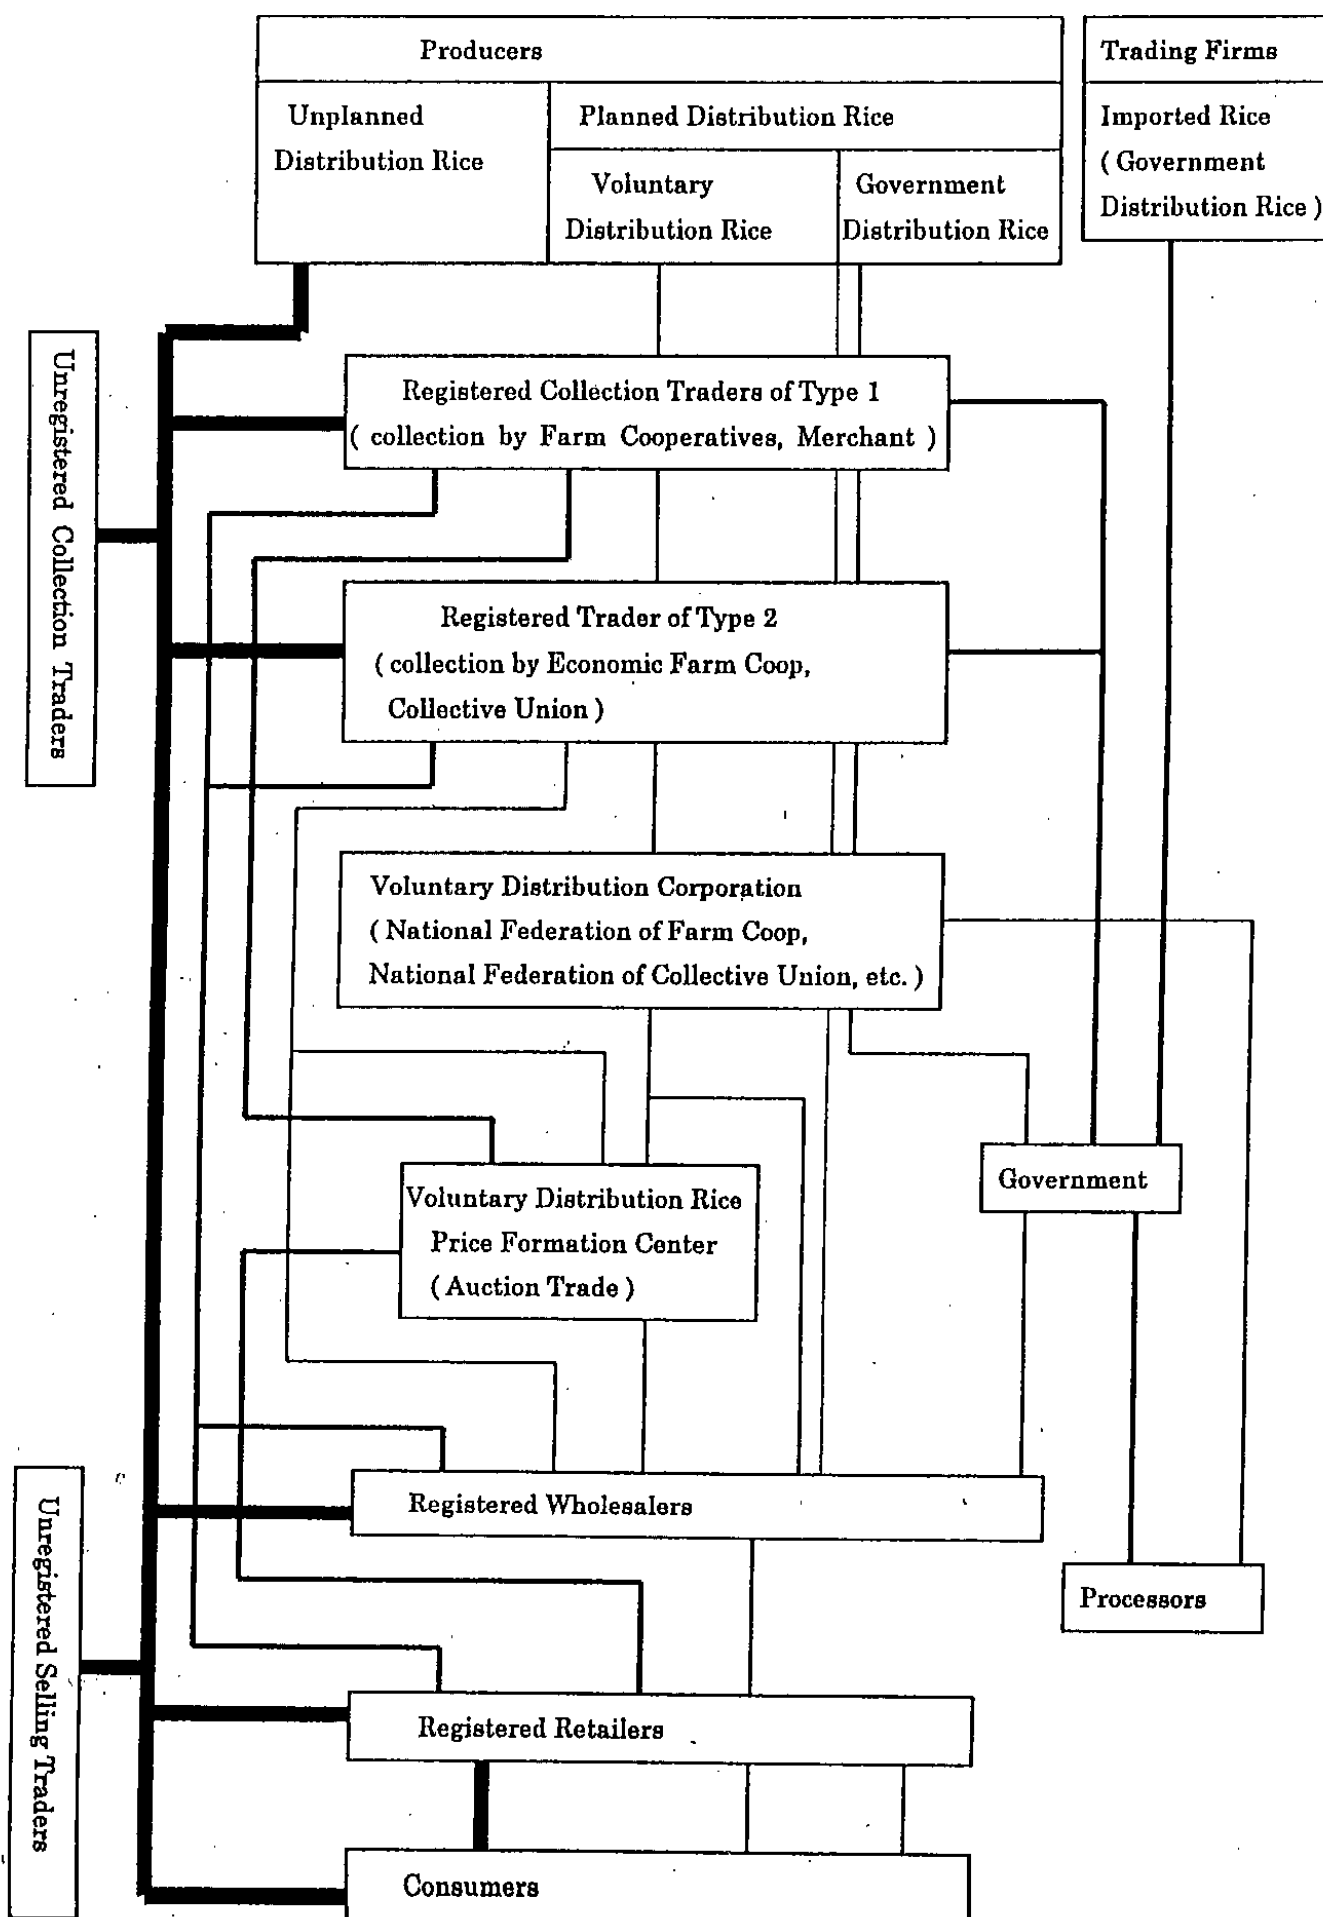 Producers
Trading Firms
Unplanned
Distribution Rice
Planned Distribution Rice
Voluntary
Distribution Rice
Government
Distribution Rice
Imported Rice
( Government
Distribution Rice )
Unregistered Collection Traders
Registered Collection Traders of Type 1
( collection by Farm Cooperatives, Merchant )
Registered Trader of Type 2
( collection by Economic Farm Coop,
Collective Union )
Voluntary Distribution Corporation
( National Federation of Farm Coop,
National Federation of Collective Union, etc. )
Voluntary Distribution Rice
Price Formation Center
( Auction Trade )
Government
Unregistered Selling Traders
Registered Wholesalers
Processors
Registered Retailers
Consumers